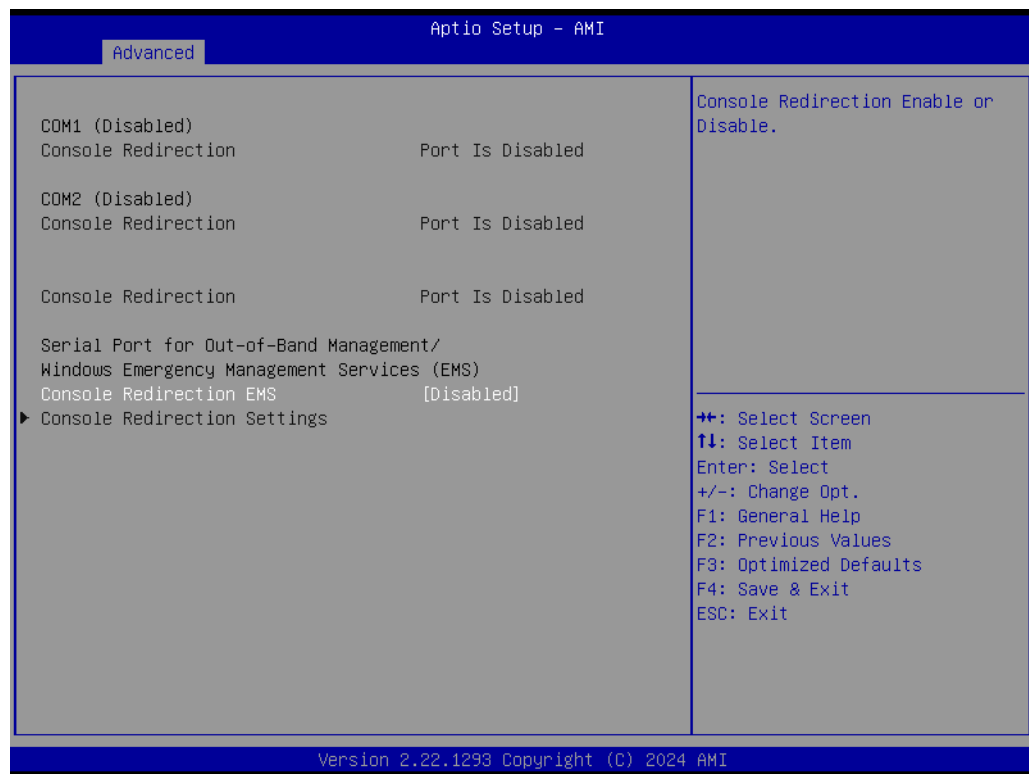 Aptio Setup – AMI
Advanced
COM1 (Disabled)
Console Redirection Port Is Disabled
COM2 (Disabled)
Console Redirection Port Is Disabled
Console Redirection Port Is Disabled
Serial Port for Out-of-Band Management/
Windows Emergency Management Services (EMS)
Console Redirection EMS [Disabled]
▶ Console Redirection Settings
Console Redirection Enable or
Disable.
→←: Select Screen
↑↓: Select Item
Enter: Select
+/-: Change Opt.
F1: General Help
F2: Previous Values
F3: Optimized Defaults
F4: Save & Exit
ESC: Exit
Version 2.22.1293 Copyright (C) 2024 AMI